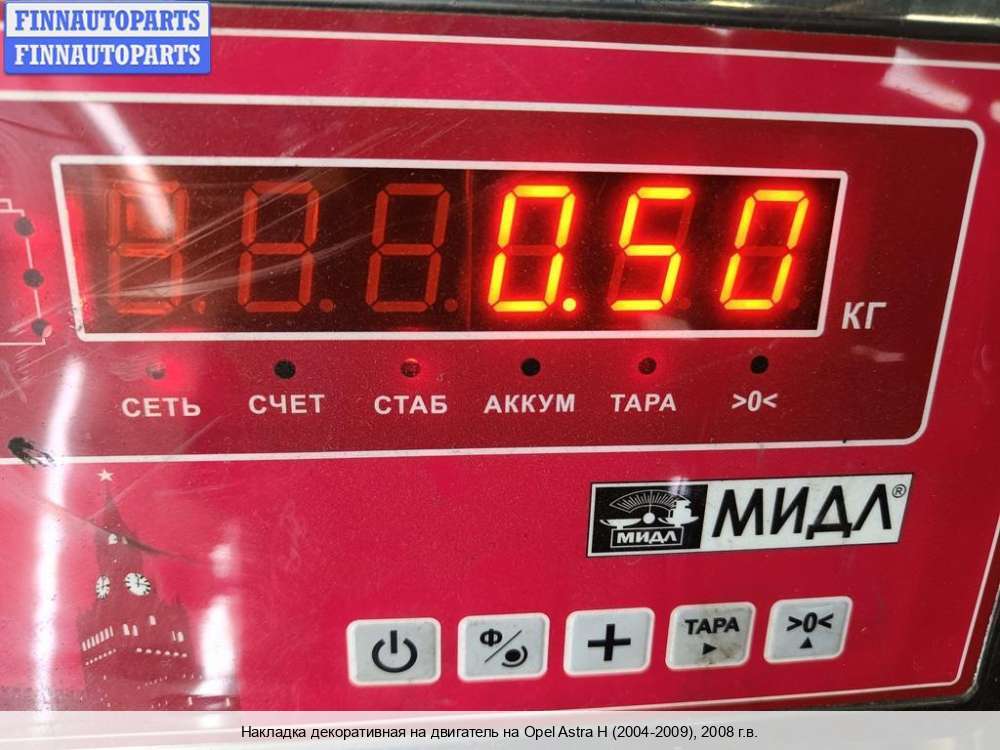 FINNAUTOPARTS
FINNAUTOPARTS
0.50
КГ
СЕТЬ СЧЕТ СТАБ АККУМ ТАРА >0<
МИДЛ МИДЛ®
Ф ТАРА >0<
Накладка декоративная на двигатель на Opel Astra H (2004-2009), 2008 г.в.